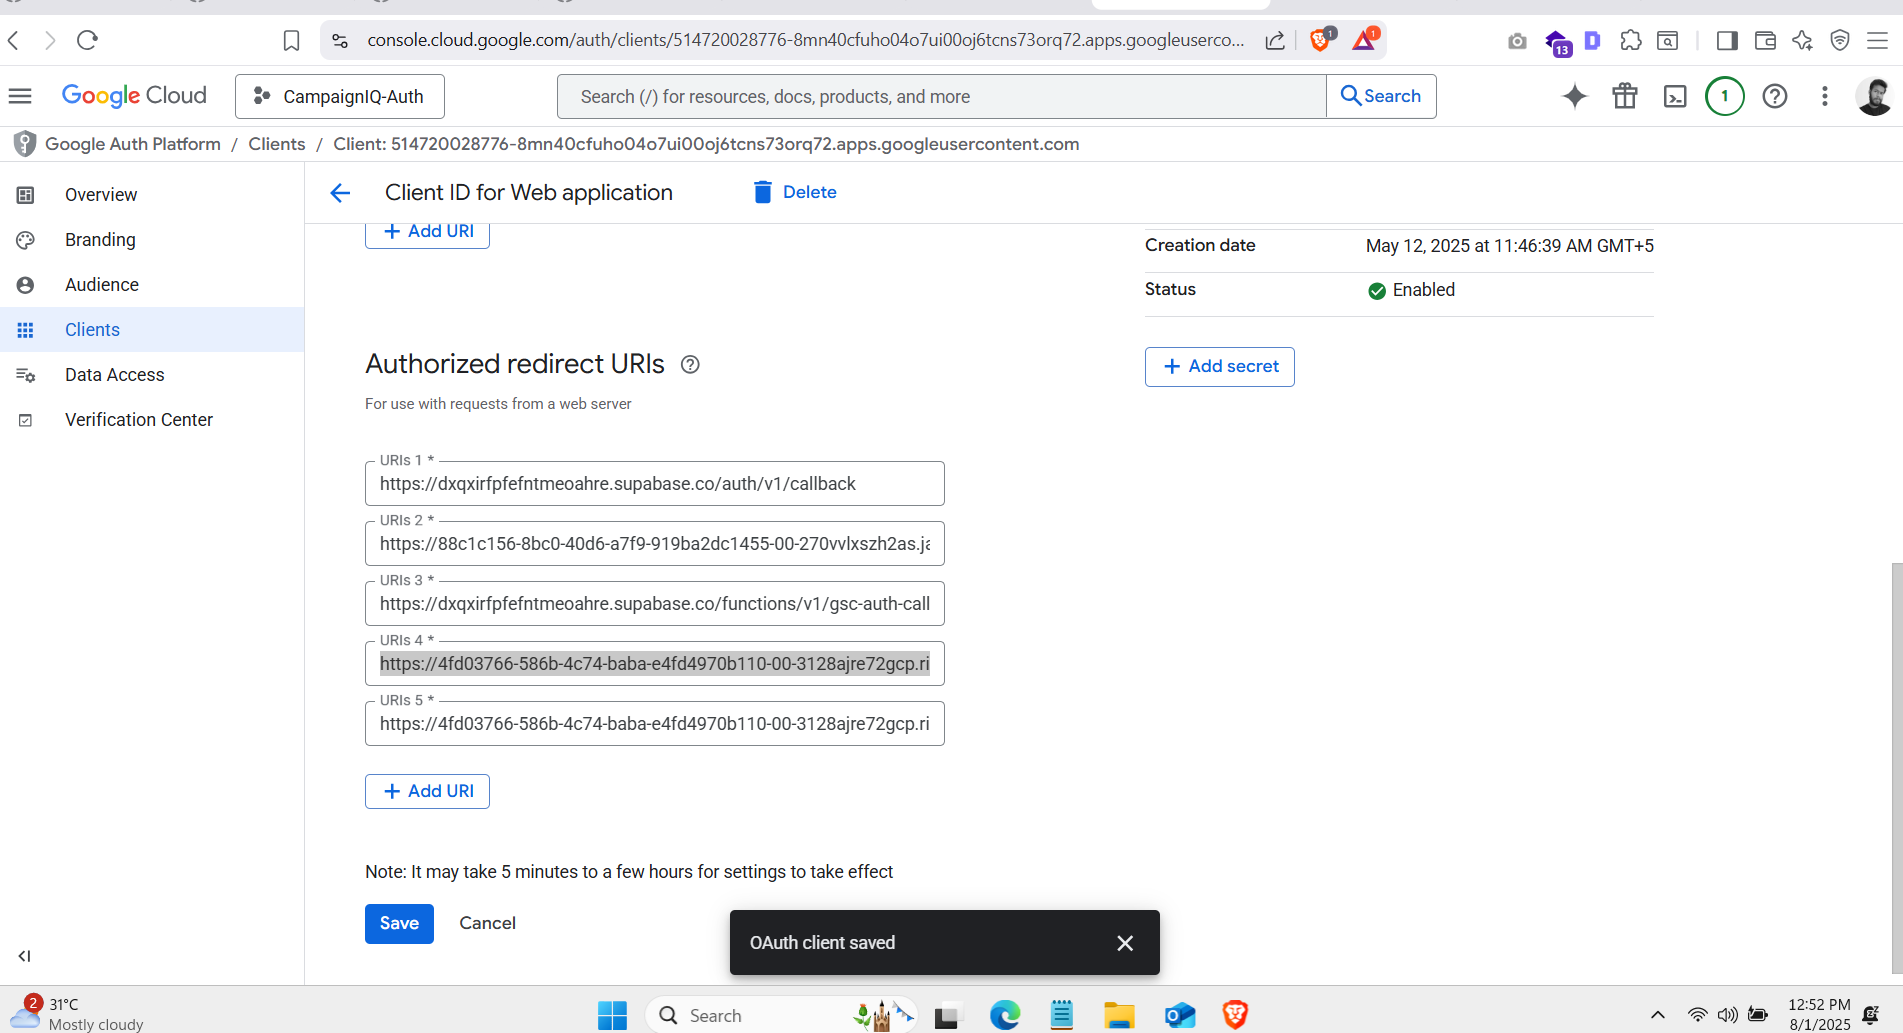 console.cloud.google.com/auth/clients/514720028776-8mn40cfuho04o7ui00oj6tcns73orq72.apps.googleuserco...
1
1
13
Google Cloud
CampaignIQ-Auth
Search (/) for resources, docs, products, and more
Search
1
Google Auth Platform / Clients / Client: 514720028776-8mn40cfuho04o7ui00oj6tcns73orq72.apps.googleusercontent.com
Overview
Branding
Audience
Clients
Data Access
Verification Center
Client ID for Web application
Delete
+ Add URI
Creation date May 12, 2025 at 11:46:39 AM GMT+5
Status Enabled
+ Add secret
Authorized redirect URIs
For use with requests from a web server
URIs 1 *
https://dxqxirfpfefntmeoahre.supabase.co/auth/v1/callback
URIs 2 *
https://88c1c156-8bc0-40d6-a7f9-919ba2dc1455-00-270vvlxszh2as.ja
URIs 3 *
https://dxqxirfpfefntmeoahre.supabase.co/functions/v1/gsc-auth-call
URIs 4 *
https://4fd03766-586b-4c74-baba-e4fd4970b110-00-3128ajre72gcp.ri
URIs 5 *
https://4fd03766-586b-4c74-baba-e4fd4970b110-00-3128ajre72gcp.ri
+ Add URI
Note: It may take 5 minutes to a few hours for settings to take effect
Save
Cancel
OAuth client saved
2
31°C
Mostly cloudy
Search
12:52 PM
8/1/2025